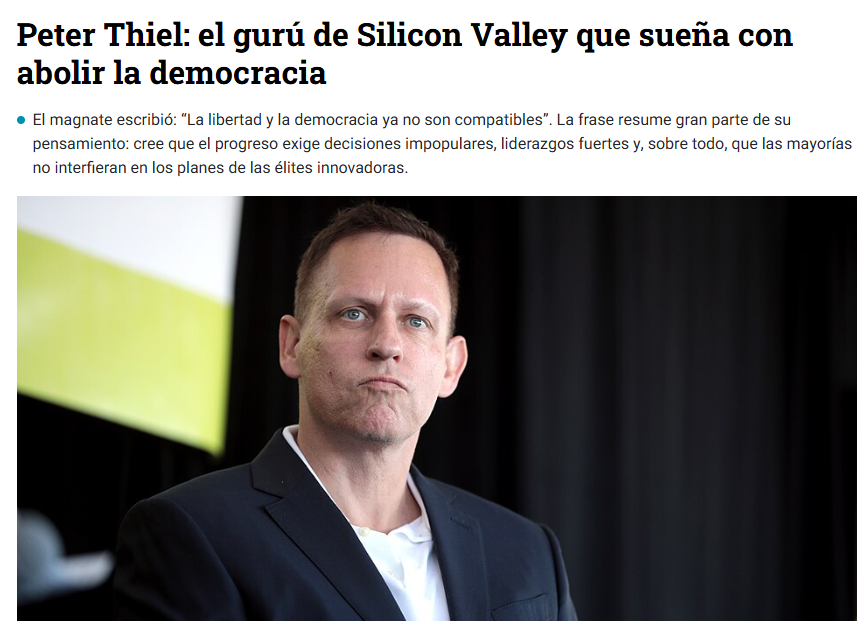 Peter Thiel: el gurú de Silicon Valley que sueña con
abolir la democracia
El magnate escribió: “La libertad y la democracia ya no son compatibles”. La frase resume gran parte de su
pensamiento: cree que el progreso exige decisiones impopulares, liderazgos fuertes y, sobre todo, que las mayorías
no interfieran en los planes de las élites innovadoras.